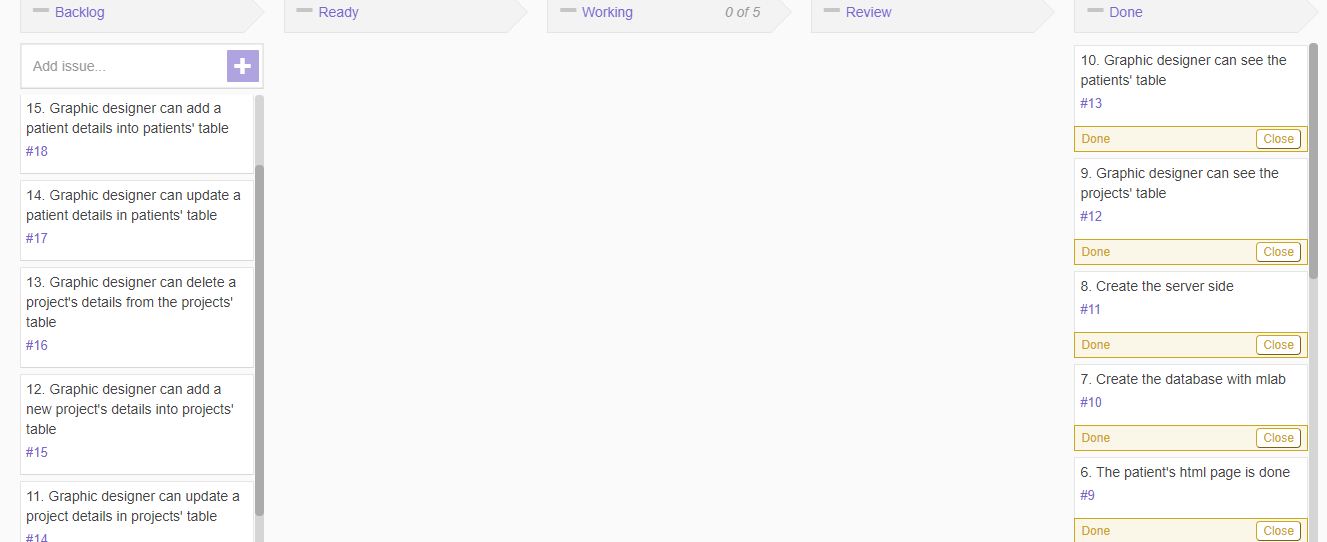 Backlog
Ready
Working
0 of 5
Review
Done
Add issue...
15. Graphic designer can add a
patient details into patients' table
#18
14. Graphic designer can update a
patient details in patients' table
#17
13. Graphic designer can delete a
project's details from the projects'
table
#16
12. Graphic designer can add a
new project's details into projects'
table
#15
11. Graphic designer can update a
project details in projects' table
#14
10. Graphic designer can see the
patients' table
#13
Done
Close
9. Graphic designer can see the
projects' table
#12
Done
Close
8. Create the server side
#11
Done
Close
7. Create the database with mlab
#10
Done
Close
6. The patient's html page is done
#9
Done
Close